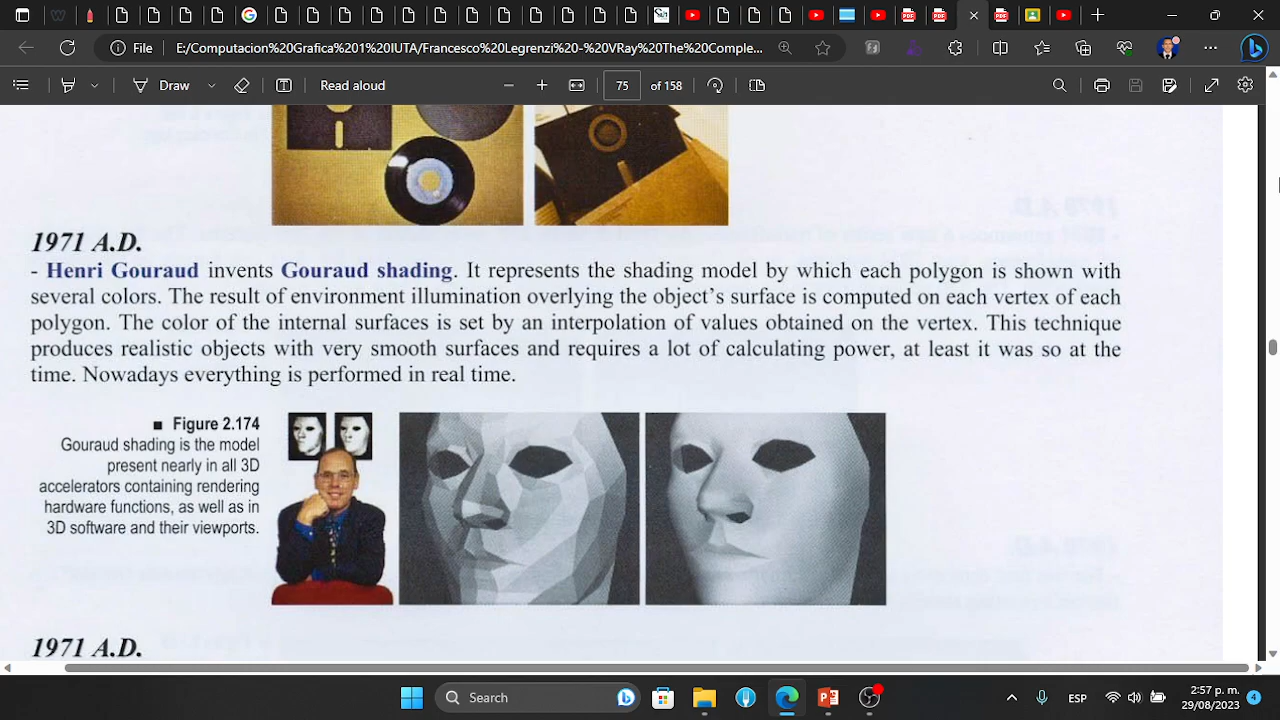 File
E:/Computacion%20Grafica%201%20IUTA/Francesco%20Legrenzi%20-%20VRay%20The%20Comple...
Draw
Read aloud
75
of 158
1971 A.D.
- Henri Gouraud invents Gouraud shading. It represents the shading model by which each polygon is shown with
several colors. The result of environment illumination overlying the object's surface is computed on each vertex of each
polygon. The color of the internal surfaces is set by an interpolation of values obtained on the vertex. This technique
produces realistic objects with very smooth surfaces and requires a lot of calculating power, at least it was so at the
time. Nowadays everything is performed in real time.
■ Figure 2.174
Gouraud shading is the model
present nearly in all 3D
accelerators containing rendering
hardware functions, as well as in
3D software and their viewports.
1971 A.D.
Search
ESP
2:57 p. m.
29/08/2023
4